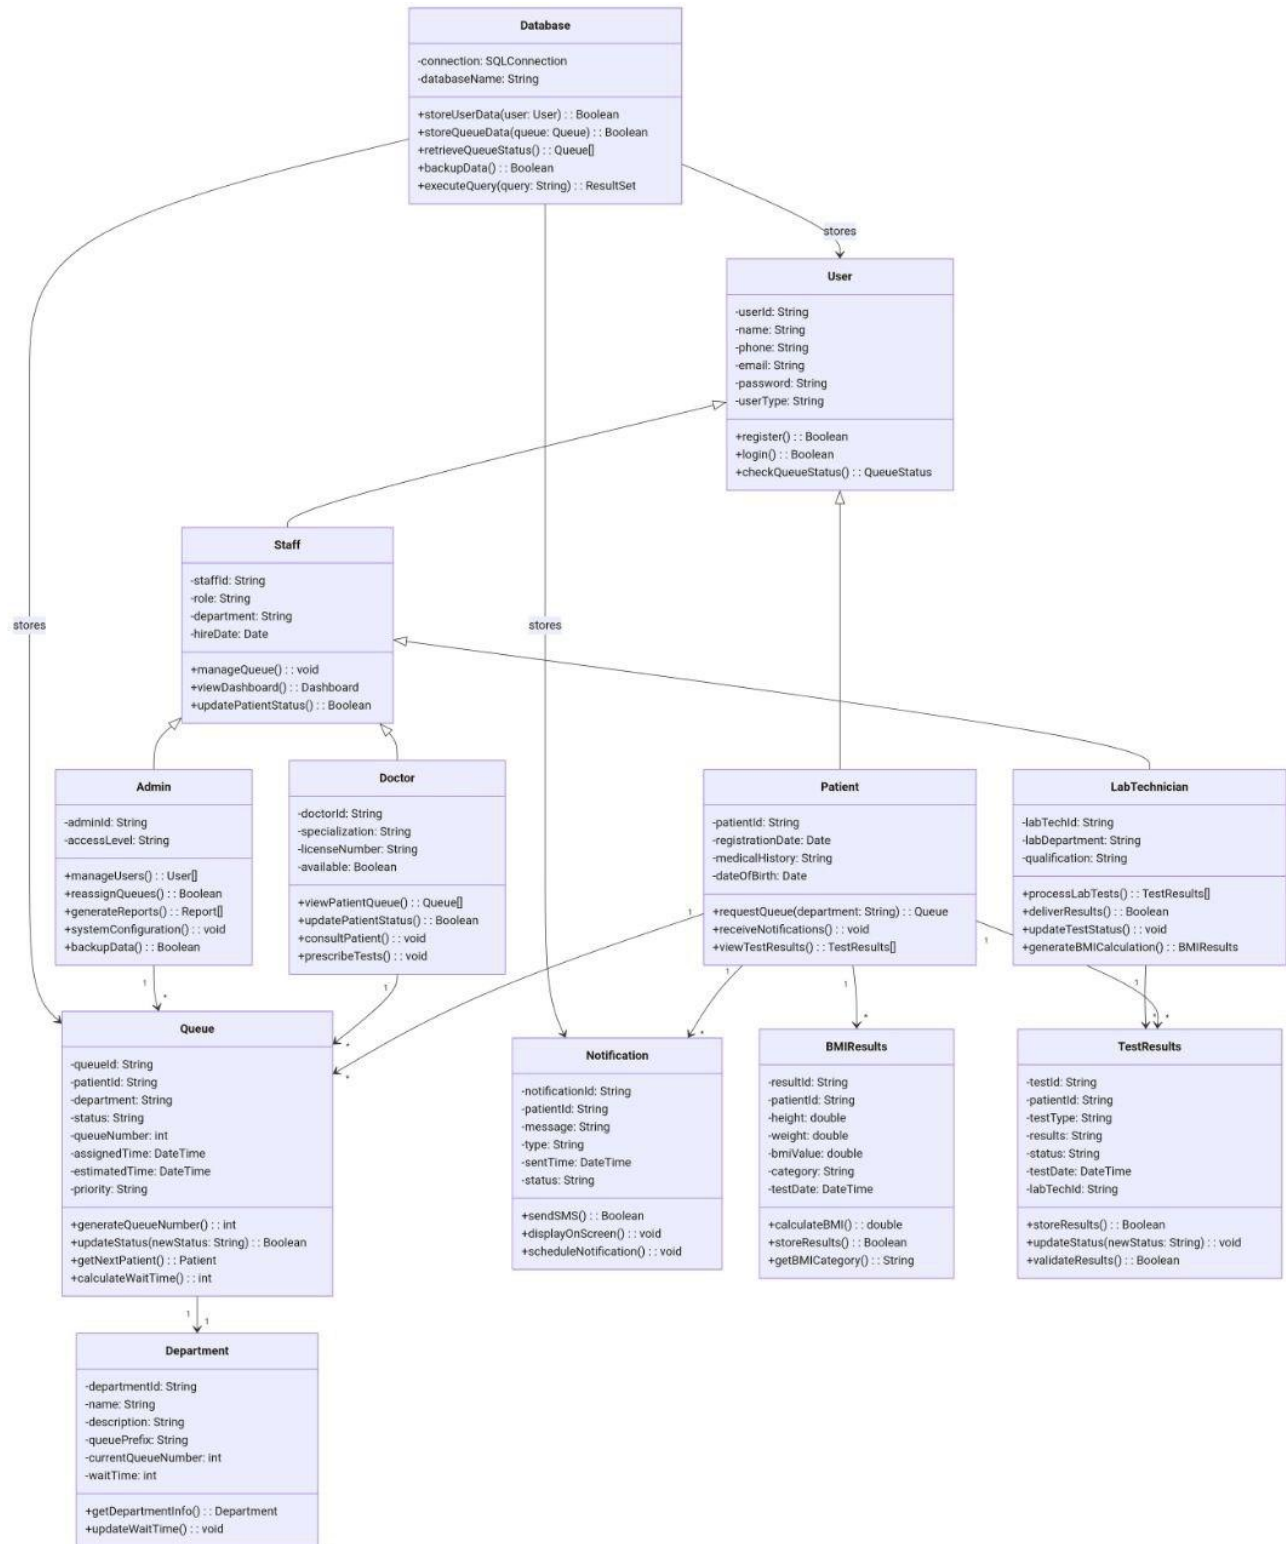 Database
-connection: SQLConnection
-databaseName: String
+storeUserData(user: User) : : Boolean
+storeQueueData(queue: Queue) : : Boolean
+retrieveQueueStatus() : : Queue[]
+backupData() : : Boolean
+executeQuery(query: String) : : ResultSet
stores
User
-userId: String
-name: String
-phone: String
-email: String
-password: String
-userType: String
+register() : : Boolean
+login() : : Boolean
+checkQueueStatus() : : QueueStatus
Staff
-staffId: String
-role: String
-department: String
-hireDate: Date
+manageQueue() : : void
+viewDashboard() : : Dashboard
+updatePatientStatus() : : Boolean
stores
stores
Admin
-adminId: String
-accessLevel: String
+manageUsers() : : User[]
+reassignQueues() : : Boolean
+generateReports() : : Report[]
+systemConfiguration() : : void
+backupData() : : Boolean
Doctor
-doctorId: String
-specialization: String
-licenseNumber: String
-available: Boolean
+viewPatientQueue() : : Queue[]
+updatePatientStatus() : : Boolean
+consultPatient() : : void
+prescribeTests() : : void
Patient
-patientId: String
-registrationDate: Date
-medicalHistory: String
-dateOfBirth: Date
+requestQueue(department: String) : : Queue
+receiveNotifications() : : void
+viewTestResults() : : TestResults[]
LabTechnician
-labTechId: String
-labDepartment: String
-qualification: String
+processLabTests() : : TestResults[]
+deliverResults() : : Boolean
+updateTestStatus() : : void
+generateBMICalculation() : : BMIResults
1
1
1
*
1
*
1
*
1
*
1
*
1
*
*
Queue
-queueId: String
-patientId: String
-department: String
-status: String
-queueNumber: int
-assignedTime: DateTime
-estimatedTime: DateTime
-priority: String
+generateQueueNumber() : : int
+updateStatus(newStatus: String) : : Boolean
+getNextPatient() : : Patient
+calculateWaitTime() : : int
Notification
-notificationId: String
-patientId: String
-message: String
-type: String
-sentTime: DateTime
-status: String
+sendSMS() : : Boolean
+displayOnScreen() : : void
+scheduleNotification() : : void
BMIResults
-resultId: String
-patientId: String
-height: double
-weight: double
-bmiValue: double
-category: String
-testDate: DateTime
+calculateBMI() : : double
+storeResults() : : Boolean
+getBMICategory() : : String
TestResults
-testId: String
-patientId: String
-testType: String
-results: String
-status: String
-testDate: DateTime
-labTechId: String
+storeResults() : : Boolean
+updateStatus(newStatus: String) : : void
+validateResults() : : Boolean
1
1
Department
-departmentId: String
-name: String
-description: String
-queuePrefix: String
-currentQueueNumber: int
-waitTime: int
+getDepartmentInfo() : : Department
+updateWaitTime() : : void